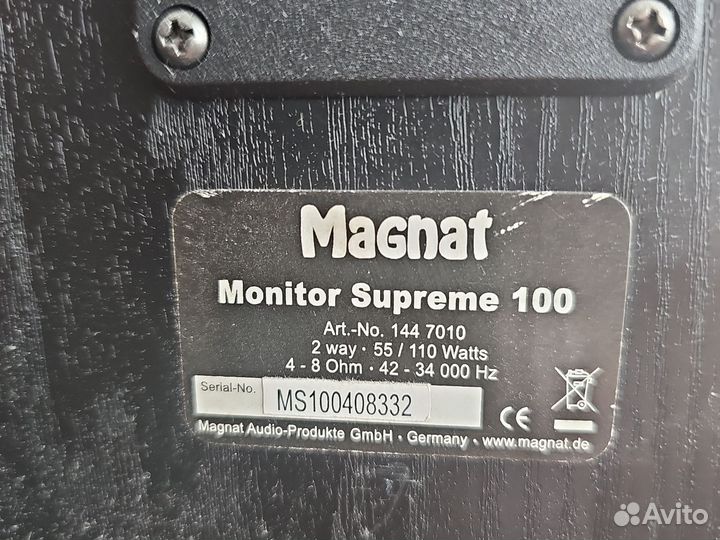 Magnat
Monitor Supreme 100
Art.-No. 144 7010
2 way · 55 / 110 Watts
4 - 8 Ohm · 42 - 34 000 Hz
Serial-No. MS100408332
CE
Magnat Audio-Produkte GmbH · Germany · www.magnat.de
Avito